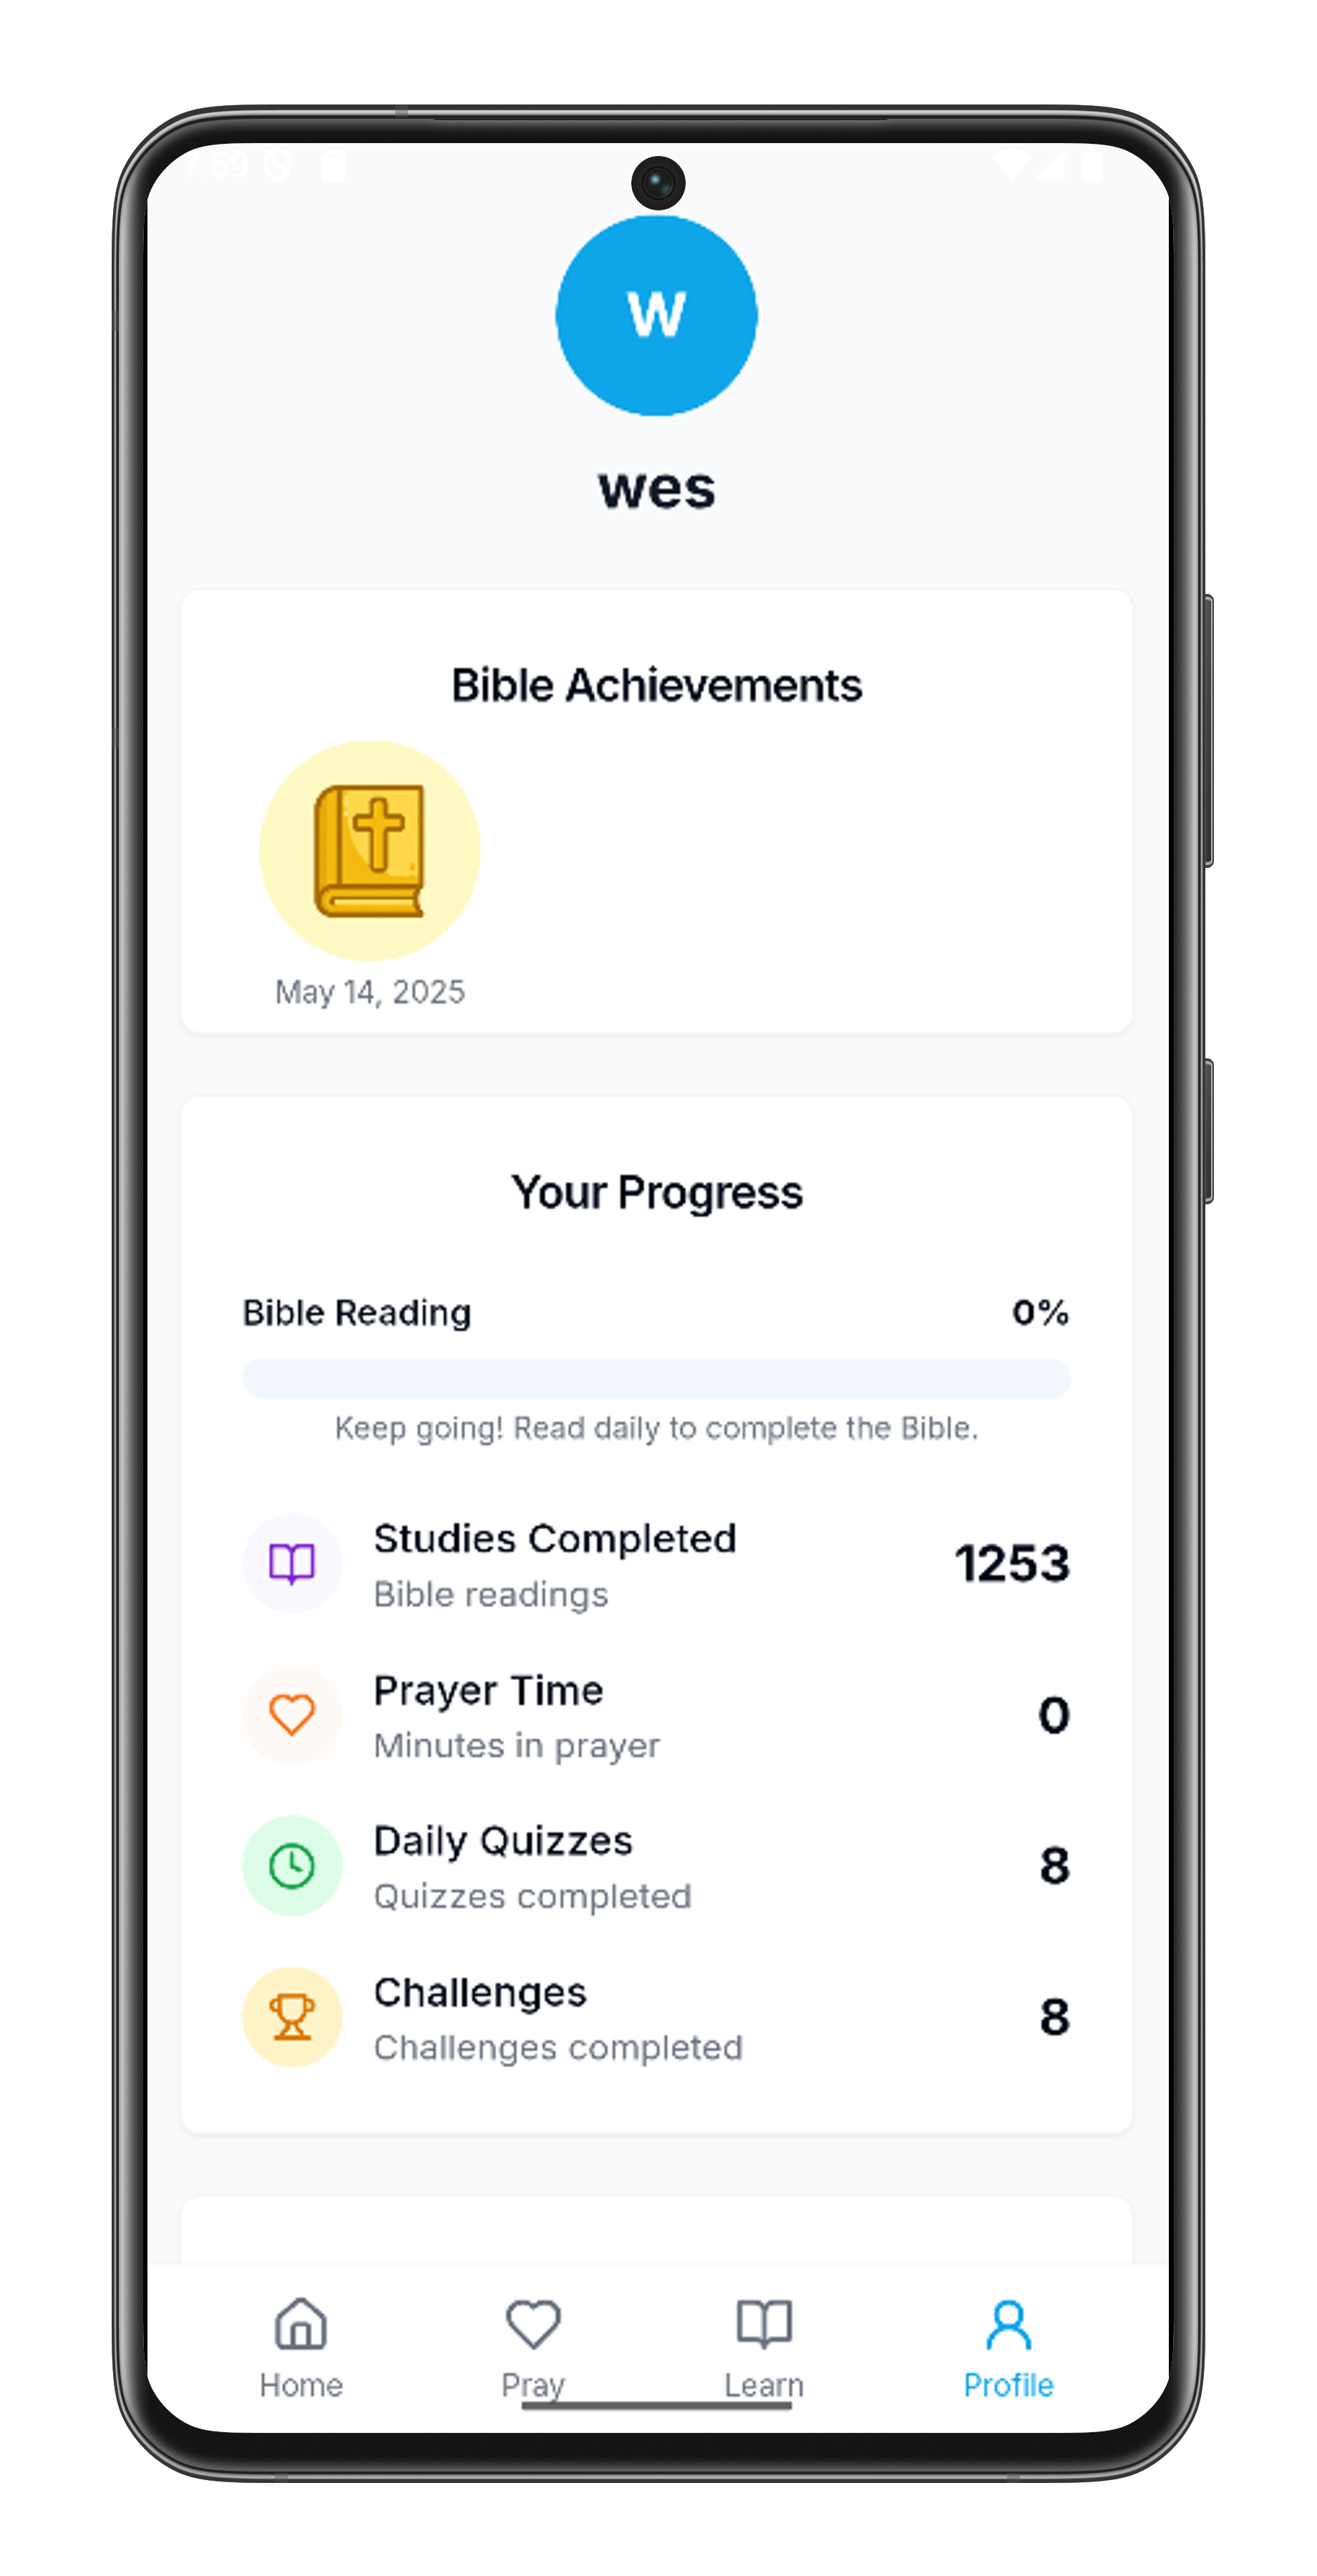 7:59
W
wes
Bible Achievements
May 14, 2025
Your Progress
Bible Reading 0%
Keep going! Read daily to complete the Bible.
Studies Completed
Bible readings
1253
Prayer Time
Minutes in prayer
0
Daily Quizzes
Quizzes completed
8
Challenges
Challenges completed
8
Home Pray Learn Profile